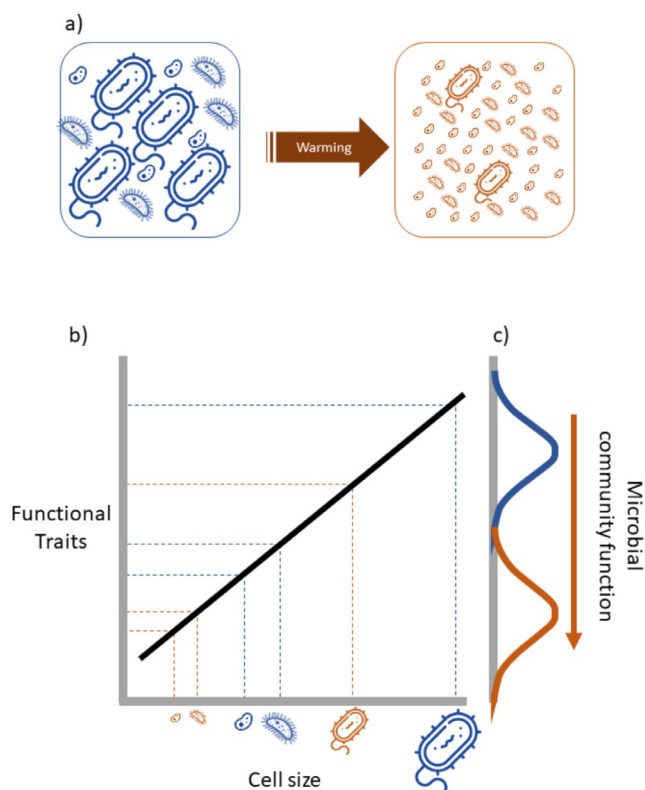 a)
Warming
b)
c)
Functional
Traits
Microbial
community function
Cell size